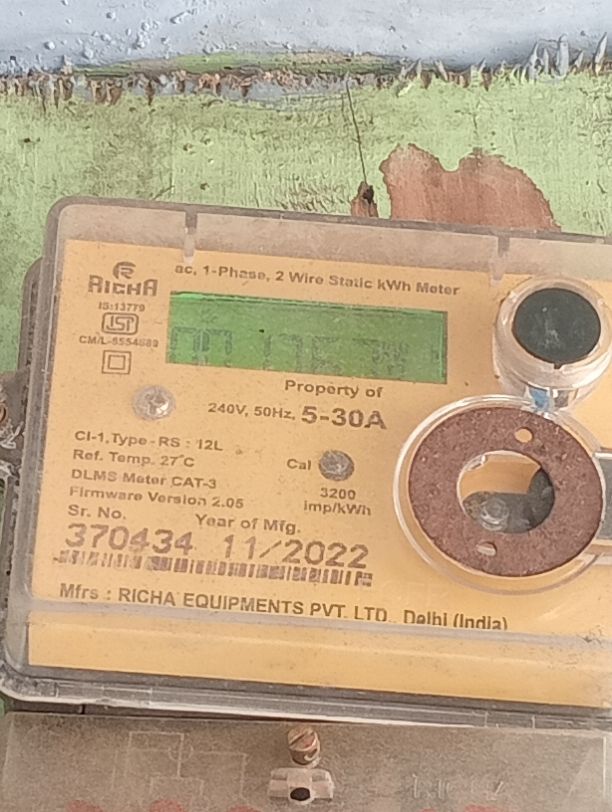 RICHA
ac, 1-Phase, 2 Wire Static kWh Meter
IS:13779
ISI
CM/L-8554689
Property of
240V, 50Hz, 5-30A
Cl-1, Type - RS : 12L
Ref. Temp. 27°C
DLMS Meter CAT-3
Firmware Version 2.05
Cal
3200
imp/kWh
Sr. No. Year of Mfg.
370434 11/2022
Mfrs : RICHA EQUIPMENTS PVT. LTD., Delhi (India)